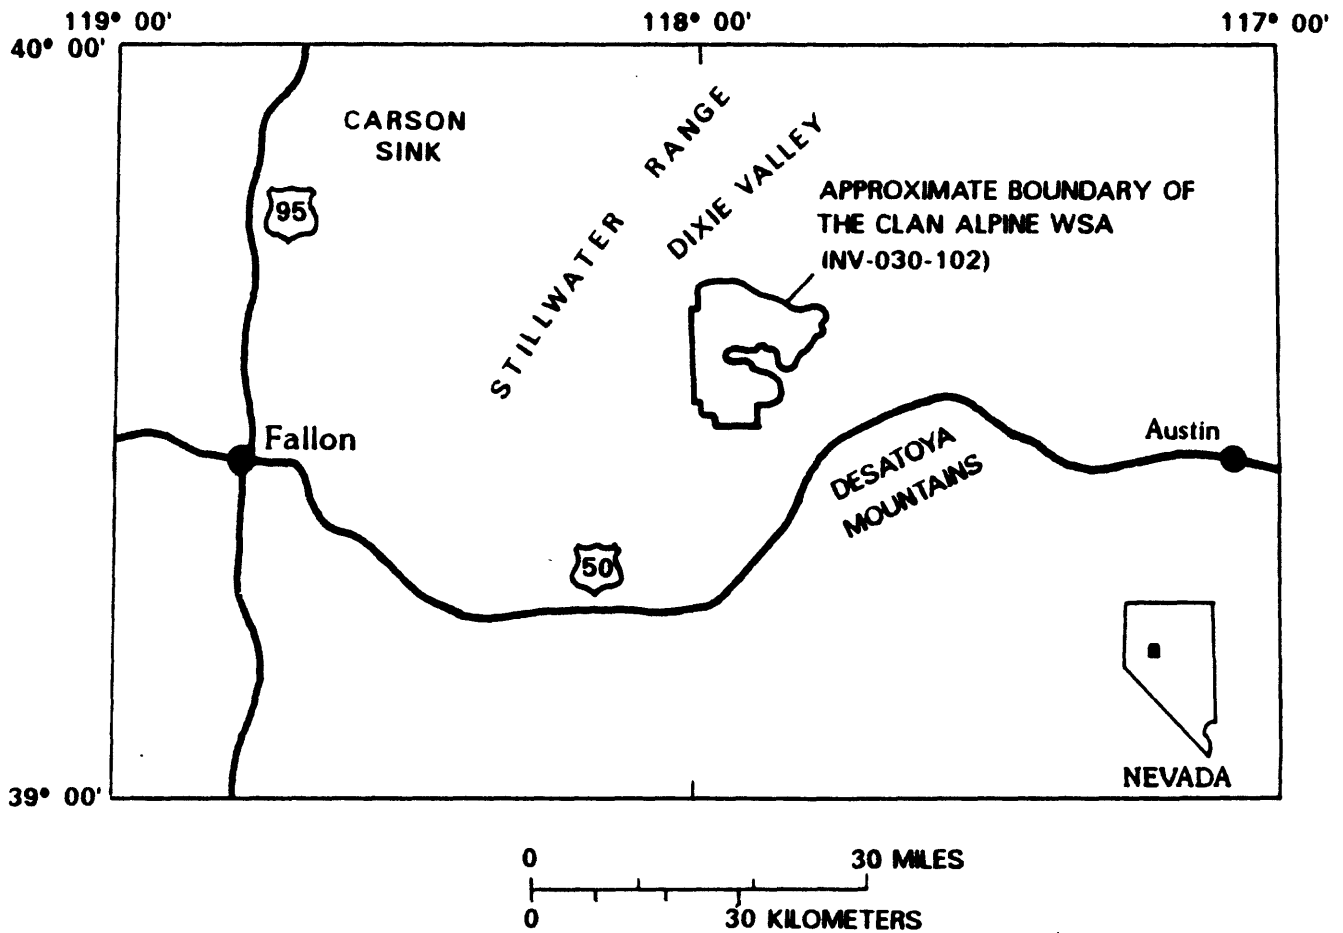 119° 00'
118° 00'
117° 00'
40° 00'
CARSON
SINK
95
STILLWATER RANGE
DIXIE VALLEY
APPROXIMATE BOUNDARY OF
THE CLAN ALPINE WSA
(INV-030-102)
Fallon
Austin
DESATOYA
MOUNTAINS
50
NEVADA
39° 00'
0 30 MILES
0 30 KILOMETERS